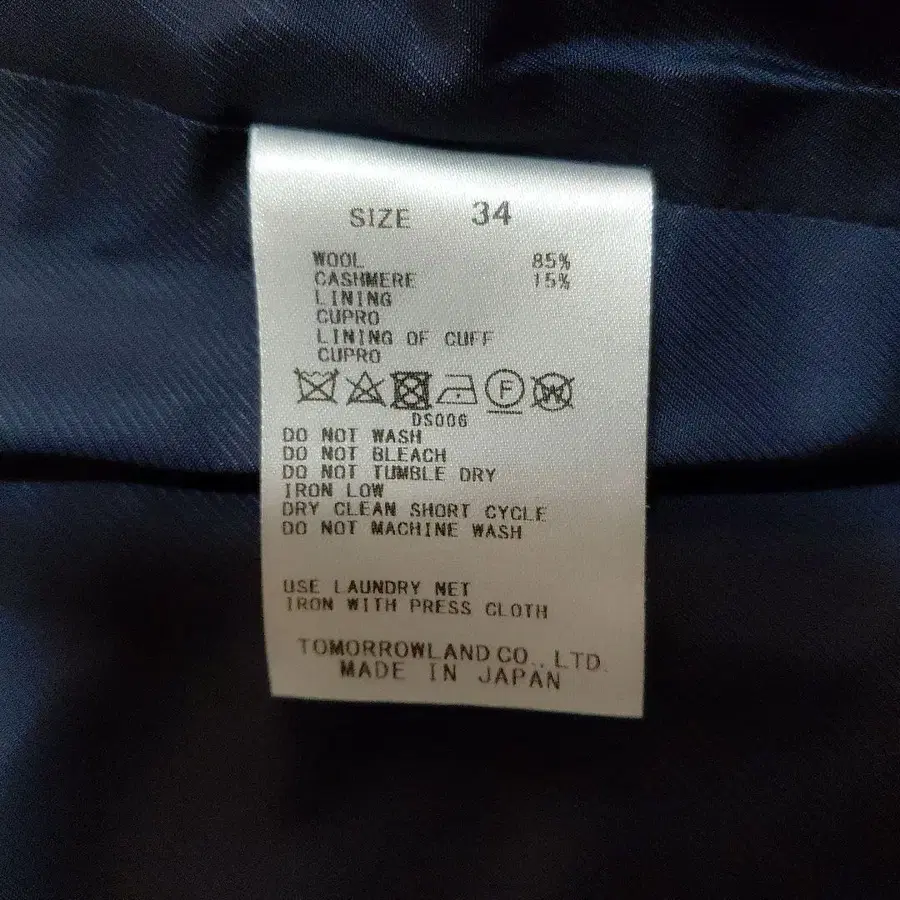 SIZE 34
WOOL 85%
CASHMERE 15%
LINING
CUPRO
LINING OF CUFF
CUPRO
F W
DS006
DO NOT WASH
DO NOT BLEACH
DO NOT TUMBLE DRY
IRON LOW
DRY CLEAN SHORT CYCLE
DO NOT MACHINE WASH
USE LAUNDRY NET
IRON WITH PRESS CLOTH
TOMORROWLAND CO., LTD.
MADE IN JAPAN